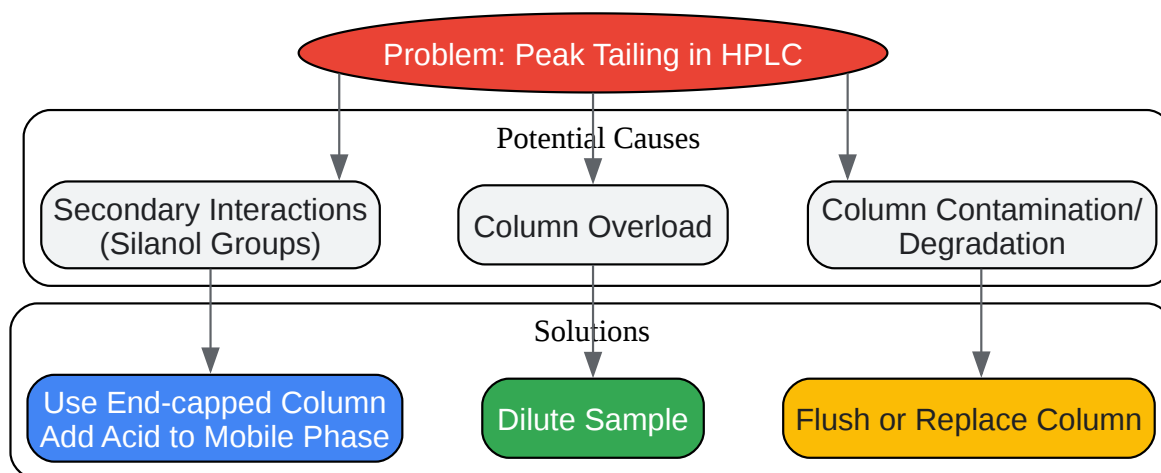 Problem: Peak Tailing in HPLC
Potential Causes
Secondary Interactions
(Silanol Groups)
Column Overload
Column Contamination/
Degradation
Solutions
Use End-capped Column
Add Acid to Mobile Phase
Dilute Sample
Flush or Replace Column